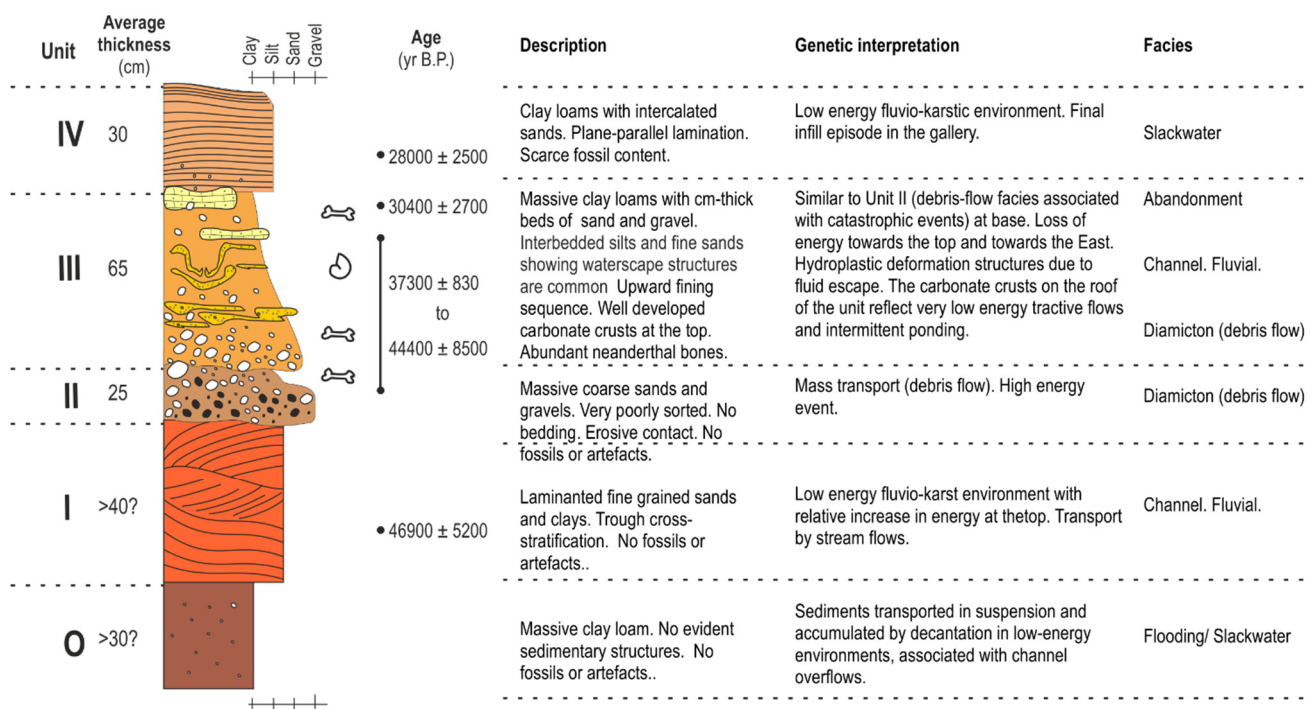 Unit
Average
thickness
(cm)
Clay
Silt
Sand
Gravel
Age
(yr B.P.)
Description
Genetic interpretation
Facies
IV
30
28000 ± 2500
Clay loams with intercalated
sands. Plane-parallel lamination.
Scarce fossil content.
Low energy fluvio-karstic environment. Final
infill episode in the gallery.
Slackwater
III
65
30400 ± 2700
37300 ± 830
to
44400 ± 8500
Massive clay loams with cm-thick
beds of sand and gravel.
Interbedded silts and fine sands
showing waterscape structures
are common Upward fining
sequence. Well developed
carbonate crusts at the top.
Abundant neanderthal bones.
Similar to Unit II (debris-flow facies associated
with catastrophic events) at base. Loss of
energy towards the top and towards the East.
Hydroplastic deformation structures due to
fluid escape. The carbonate crusts on the roof
of the unit reflect very low energy tractive flows
and intermittent ponding.
Abandonment
Channel. Fluvial.
Diamicton (debris flow)
II
25
Massive coarse sands and
gravels. Very poorly sorted. No
bedding. Erosive contact. No
fossils or artefacts.
Mass transport (debris flow). High energy
event.
Diamicton (debris flow)
I
>40?
46900 ± 5200
Laminanted fine grained sands
and clays. Trough cross-
stratification. No fossils or
artefacts..
Low energy fluvio-karst environment with
relative increase in energy at thetop. Transport
by stream flows.
Channel. Fluvial.
O
>30?
Massive clay loam. No evident
sedimentary structures. No
fossils or artefacts..
Sediments transported in suspension and
accumulated by decantation in low-energy
environments, associated with channel
overflows.
Flooding/ Slackwater